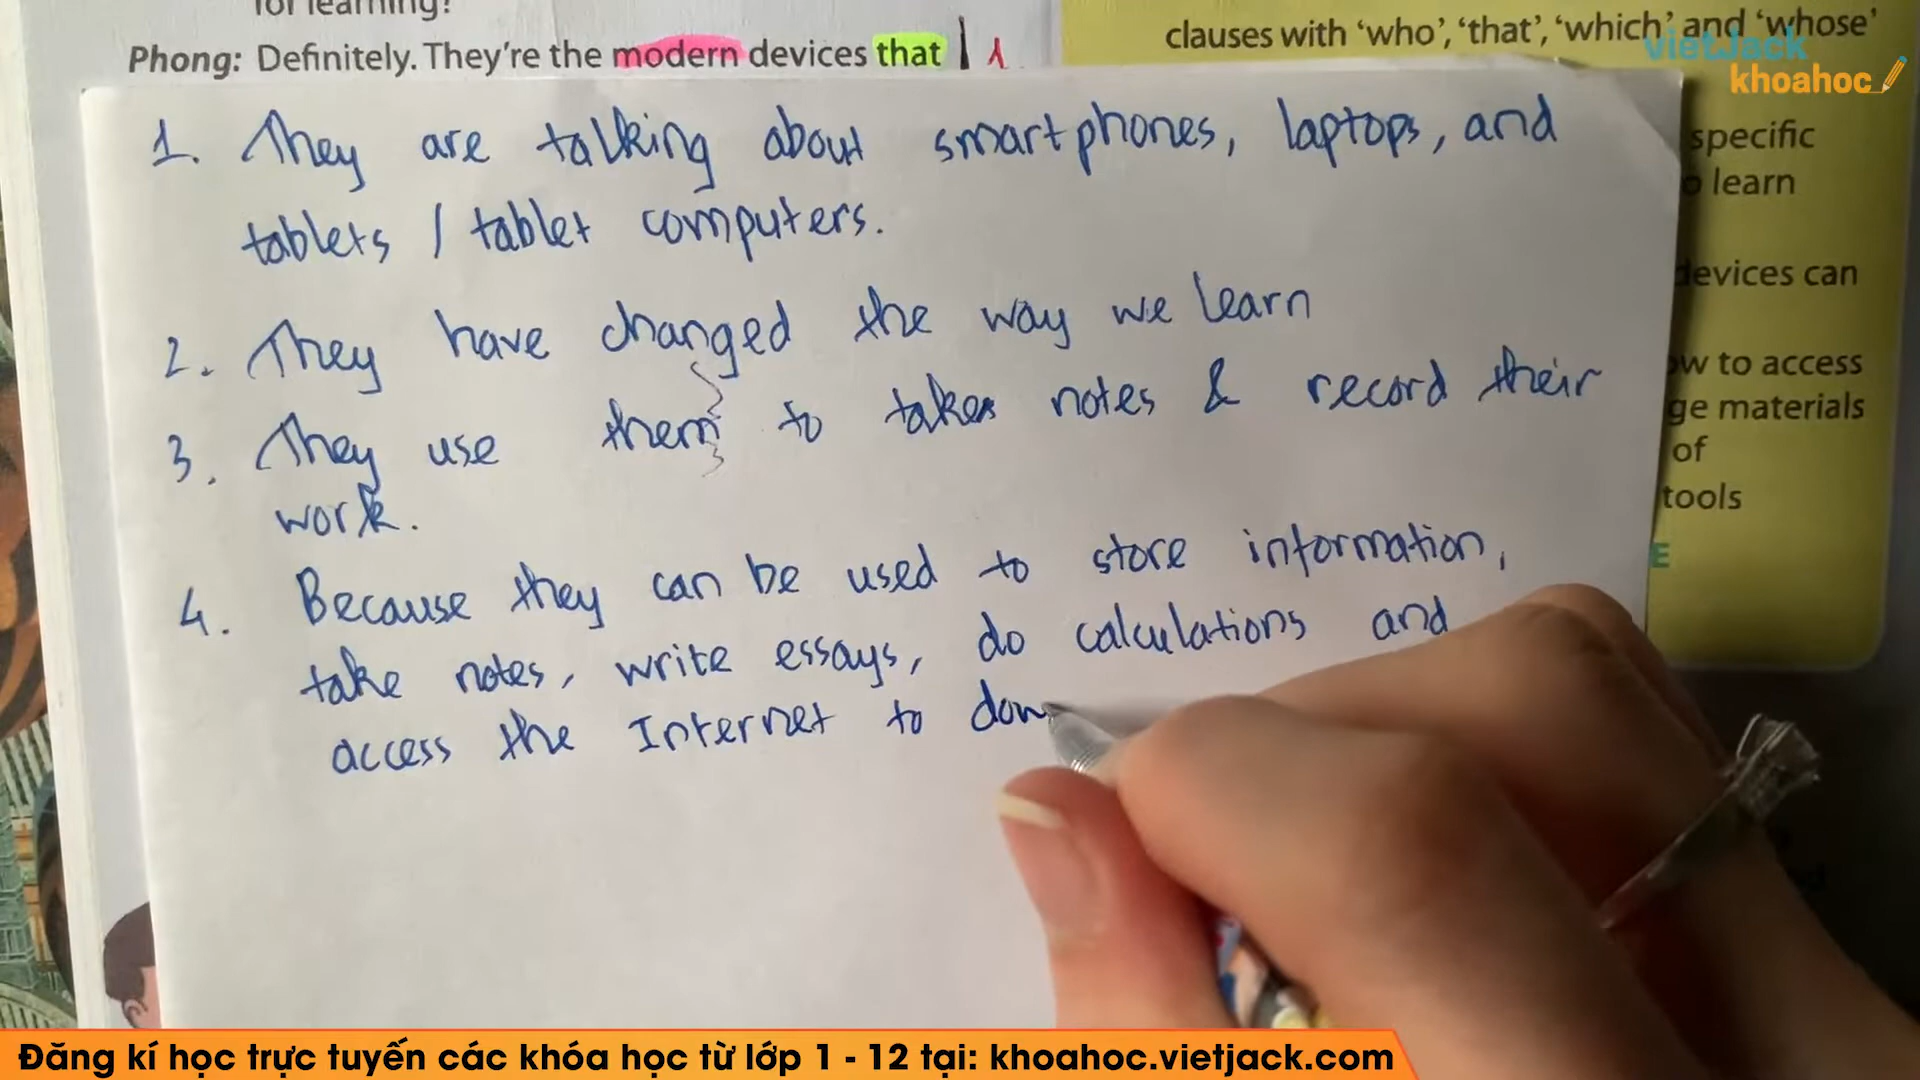 for learning?
Phong: Definitely. They're the modern devices that
clauses with 'who', 'that', 'which' and 'whose'
vietJack
khoahoc
1. They are talking about smartphones, laptops, and
tablets / tablet computers.
2. They have changed the way we learn
3. They use them to take notes & record their
work.
4. Because they can be used to store information,
take notes, write essays, do calculations and
access the Internet to dow
specific
learn
devices can
to access
materials
of
tools
E
Đăng kí học trực tuyến các khóa học từ lớp 1 - 12 tại: khoahoc.vietjack.com